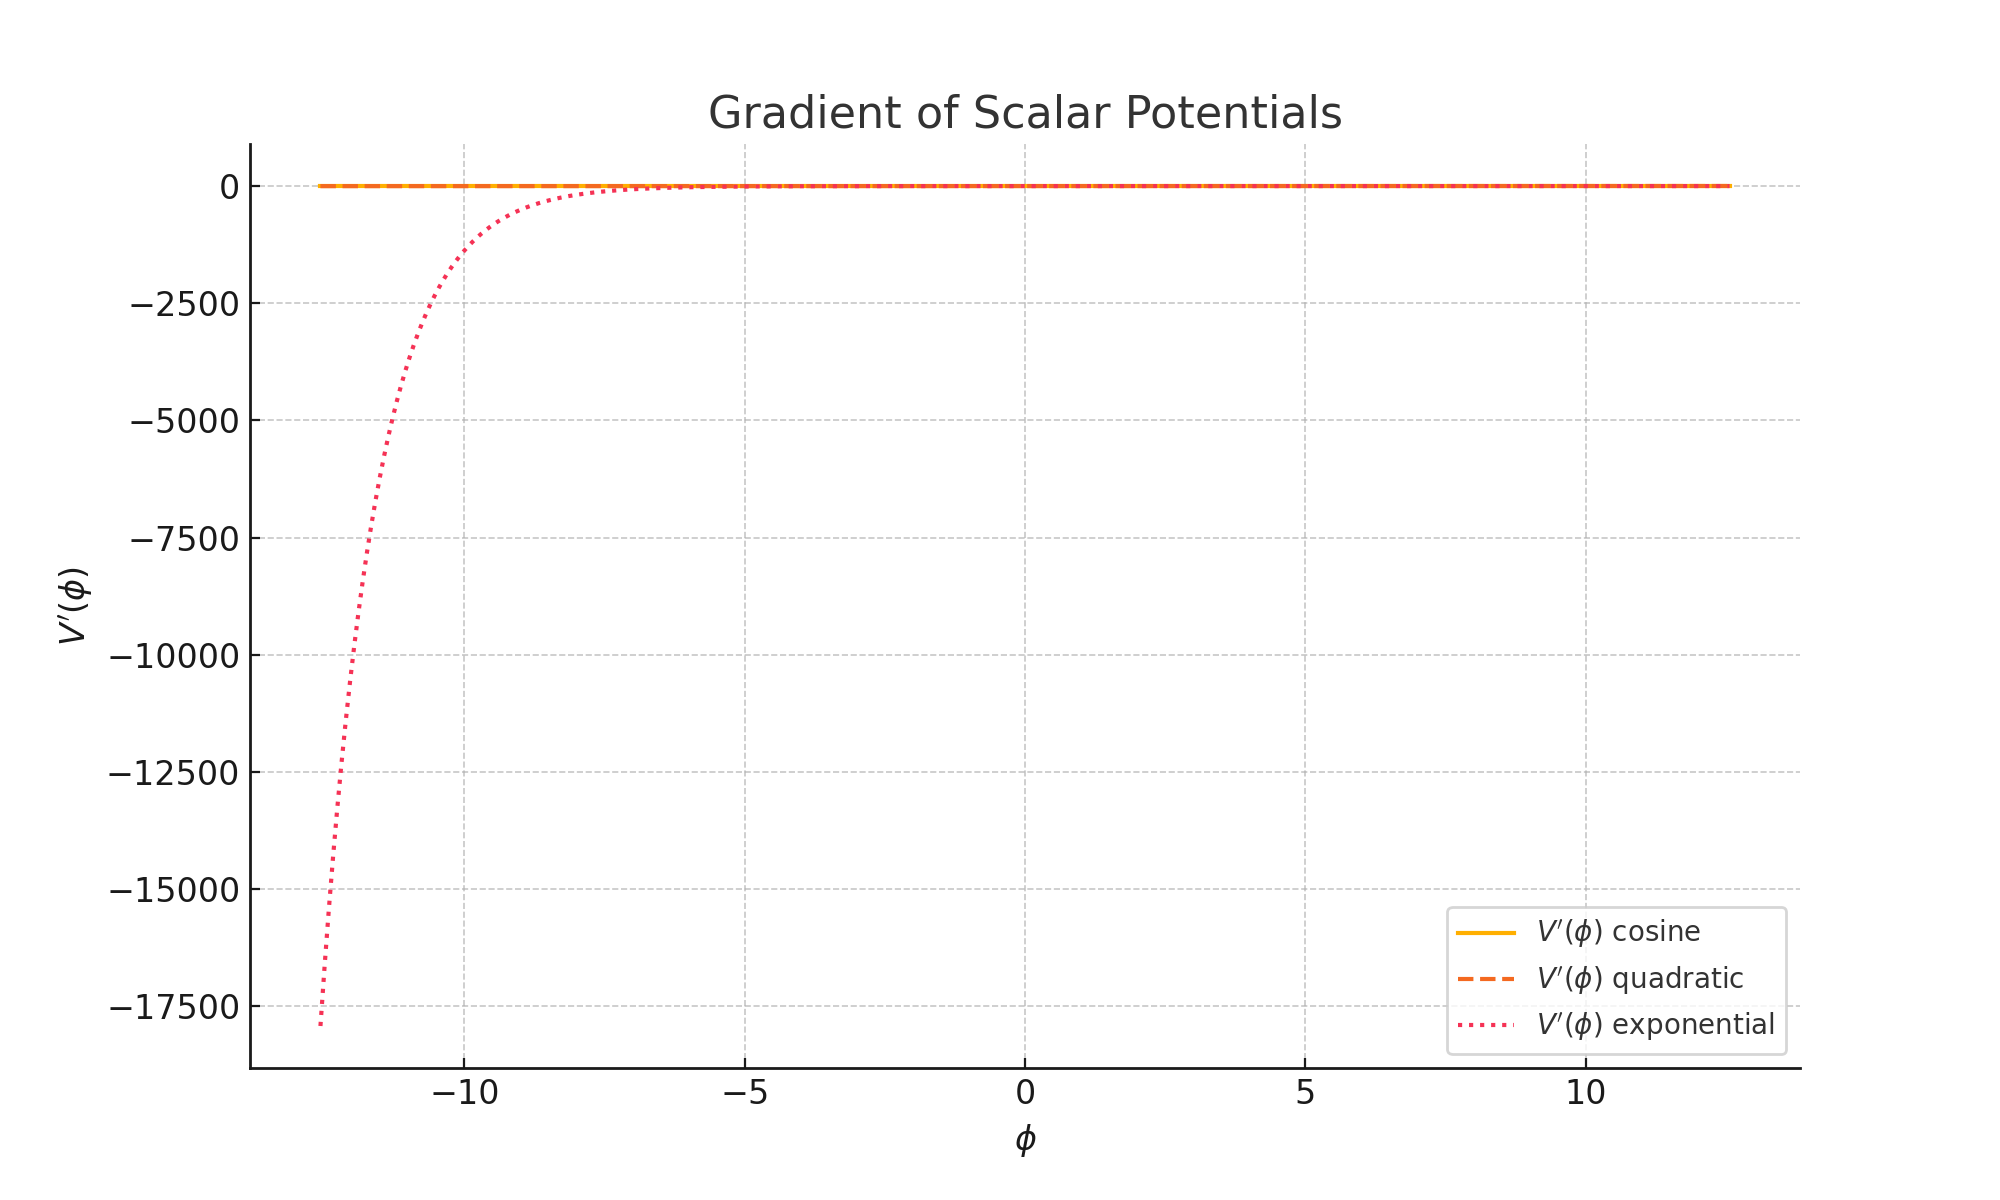 Gradient of Scalar Potentials
0
−2500
−5000
−7500
−10000
−12500
−15000
−17500
V′(ϕ)
−10
−5
0
5
10
ϕ
V′(ϕ) cosine
V′(ϕ) quadratic
V′(ϕ) exponential